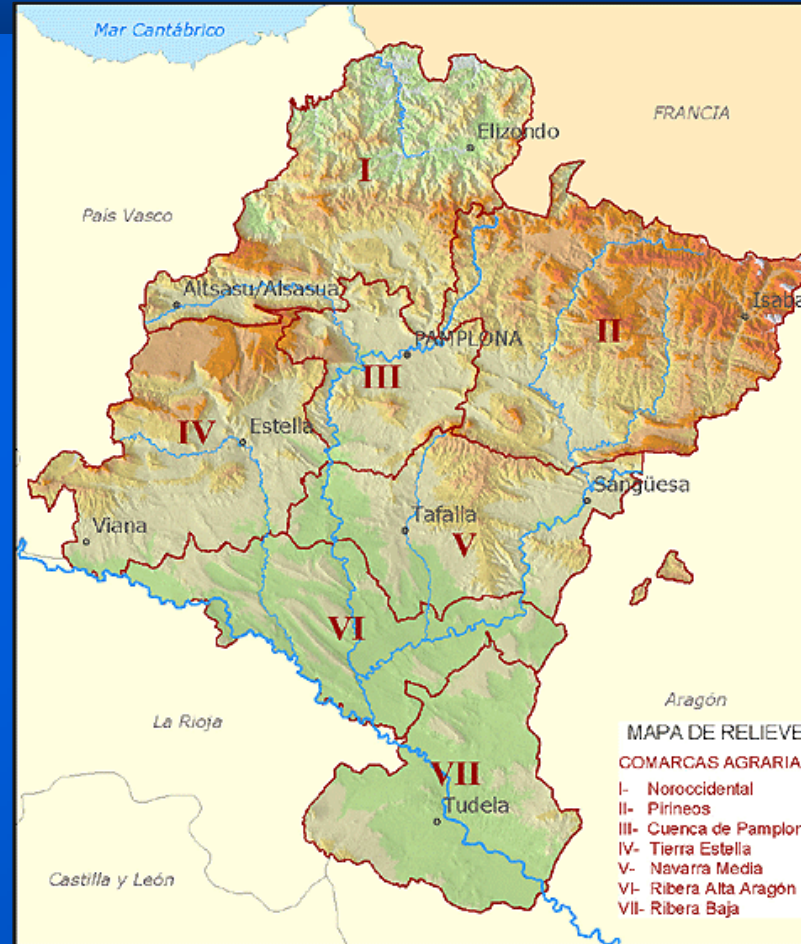 Mar Cantábrico
FRANCIA
Elizondo
I
País Vasco
Altsasu/Alsasua
Isaba
II
PAMPLONA
III
IV
Estella
Sangüesa
Viana
Tafalla
V
VI
Aragón
La Rioja
MAPA DE RELIEVE
COMARCAS AGRARIA
I- Noroccidental
II- Pirineos
III- Cuenca de Pamplon
IV- Tierra Estella
V- Navarra Media
VI- Ribera Alta Aragón
VII- Ribera Baja
VII
Tudela
Castilla y León